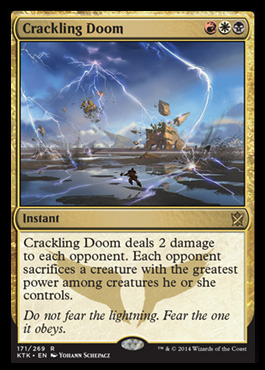 Crackling Doom
Instant
Crackling Doom deals 2 damage
to each opponent. Each opponent
sacrifices a creature with the greatest
power among creatures he or she
controls.
Do not fear the lightning. Fear the one
it obeys.
171/269 R
KTK • EN YOHANN SCHEPACZ
™ & © 2014 Wizards of the Coast